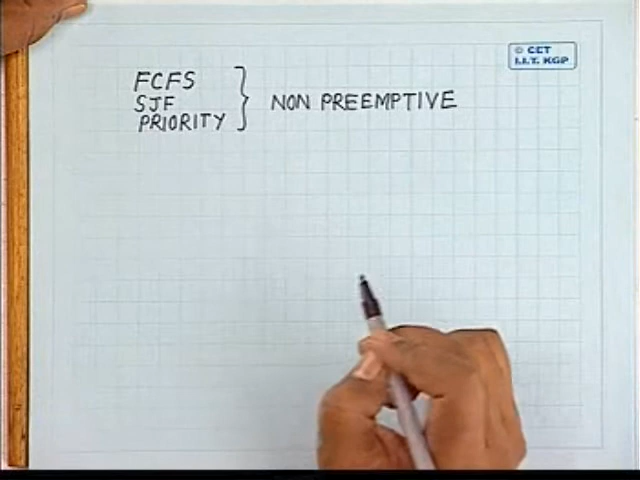 © CET
I.I.T. KGP
FCFS
SJF
PRIORITY
NON PREEMPTIVE